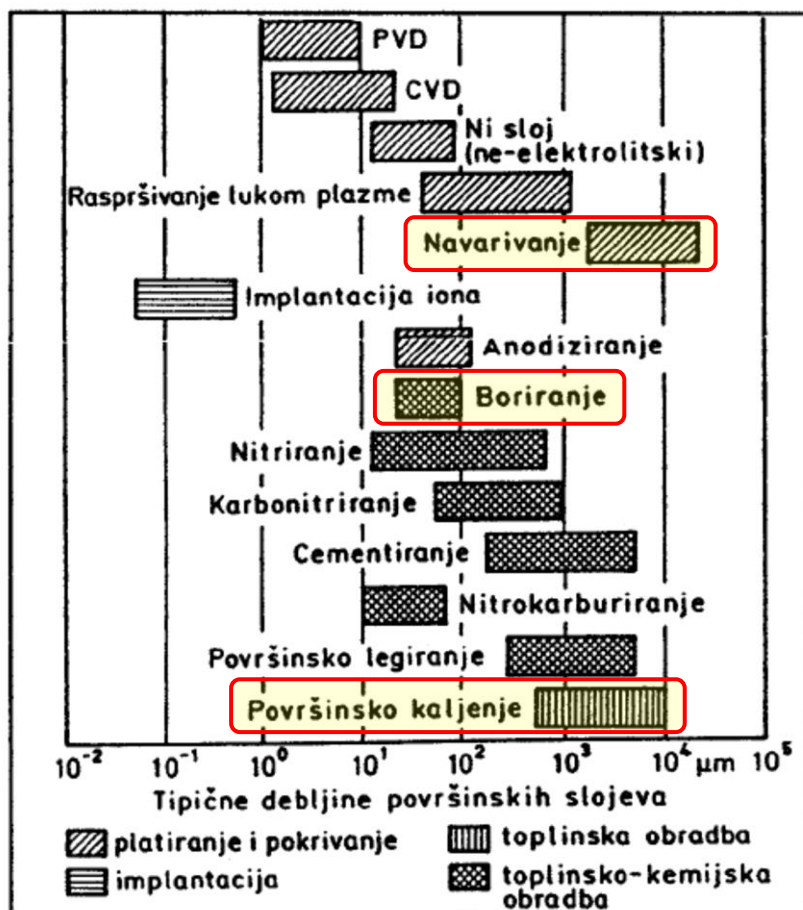 PVD
CVD
Ni sloj
(ne-elektrolitski)
Raspršivanje lukom plazme
Navarivanje
Implantacija iona
Anodiziranje
Boriranje
Nitriranje
Karbonitriranje
Cementiranje
Nitrokarburiranje
Površinsko legiranje
Površinsko kaljenje
10⁻² 10⁻¹ 10⁰ 10¹ 10² 10³ 10⁴ μm 10⁵
Tipične debljine površinskih slojeva
platiranje i pokrivanje
implantacija
toplinska obradba
toplinsko-kemijska
obradba